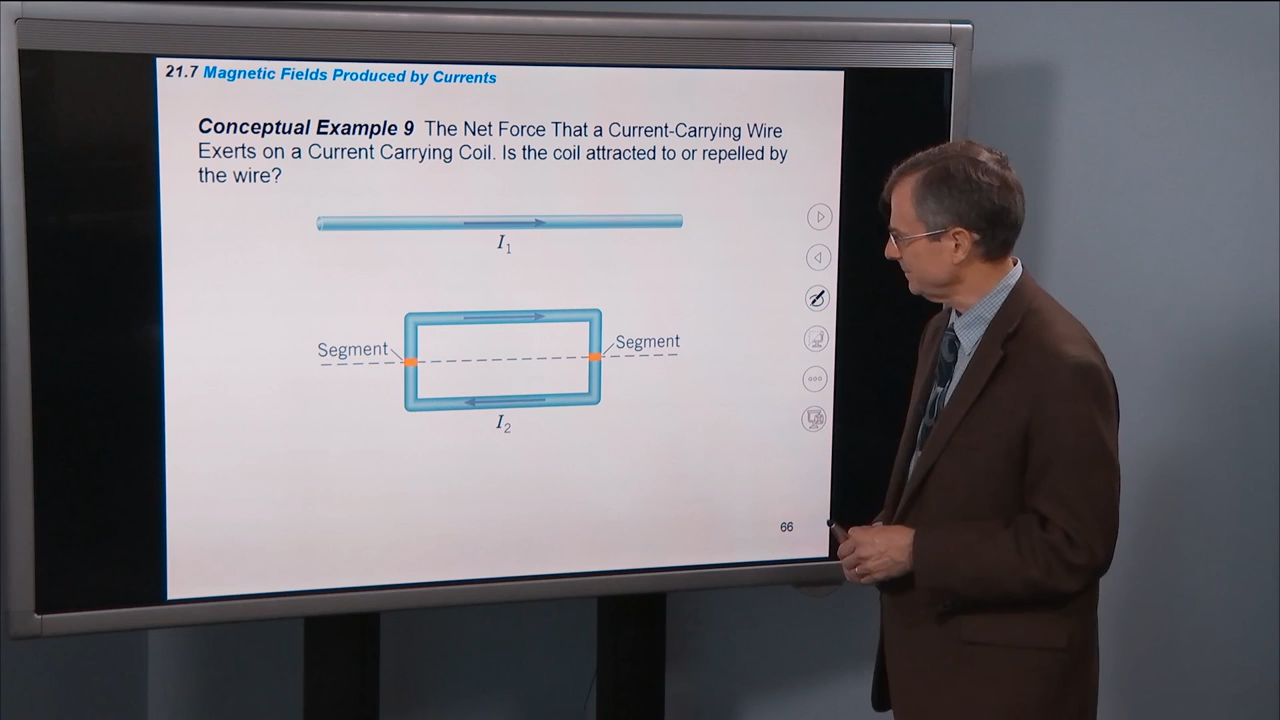 21.7 Magnetic Fields Produced by Currents
Conceptual Example 9 The Net Force That a Current-Carrying Wire
Exerts on a Current Carrying Coil. Is the coil attracted to or repelled by
the wire?
I₁
Segment
Segment
I₂
66